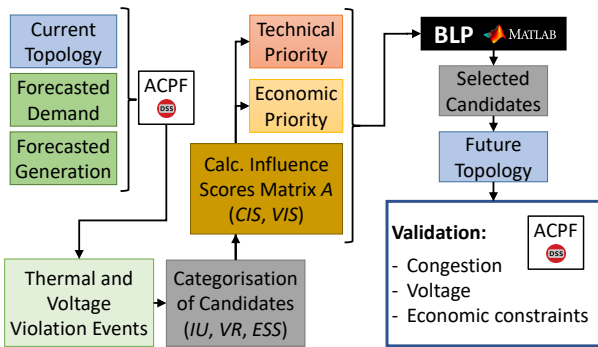 Current
Topology
Forecasted
Demand
Forecasted
Generation
ACPF
DSS
Thermal and
Voltage
Violation Events
Categorisation
of Candidates
(IU, VR, ESS)
Calc. Influence
Scores Matrix A
(CIS, VIS)
Technical
Priority
Economic
Priority
BLP MATLAB
Selected
Candidates
Future
Topology
Validation:
- Congestion
- Voltage
- Economic constraints
ACPF
DSS